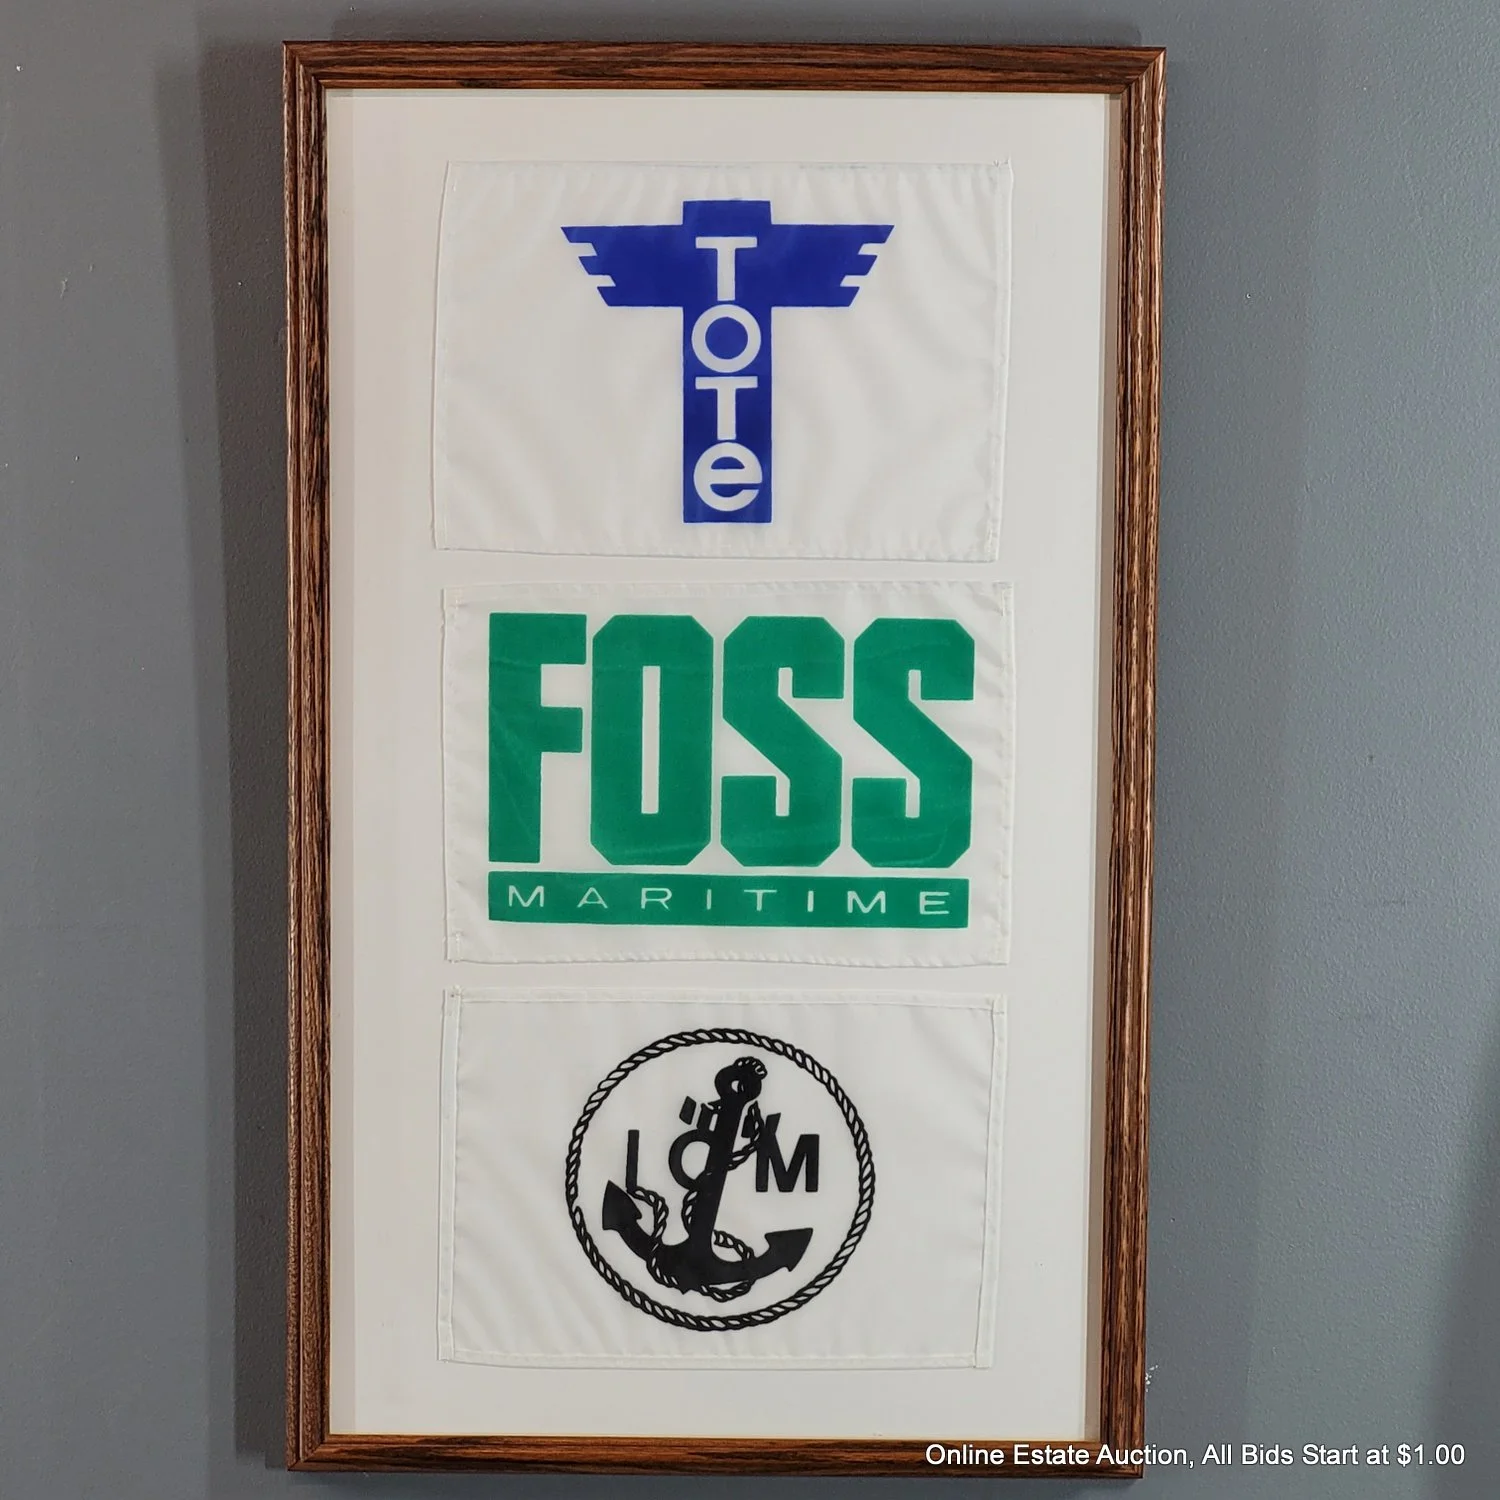 ToTe
FOSS
MARITIME
IOM
Online Estate Auction, All Bids Start at $1.00